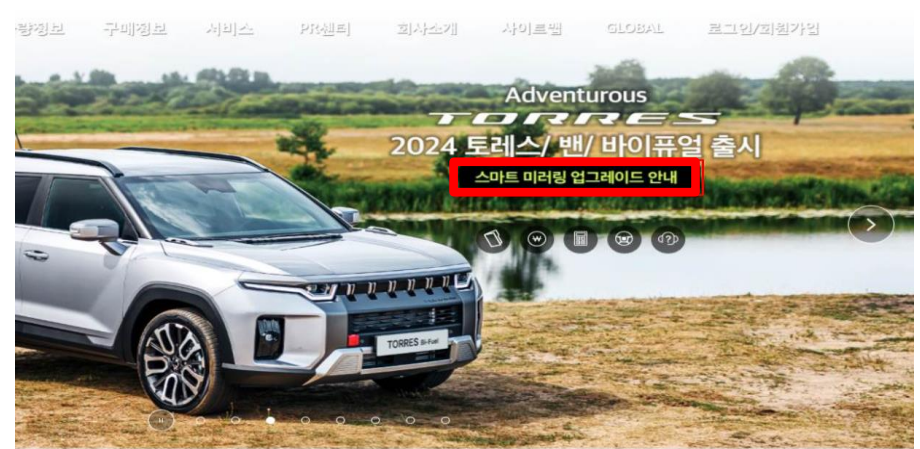 량정보 구매정보 서비스 PR센터 회사소개 사이트맵 GLOBAL 로그인/회원가입
Adventurous
TORRES
2024 토레스/ 밴/ 바이퓨얼 출시
스마트 미러링 업그레이드 안내
TORRES Bi-Fuel